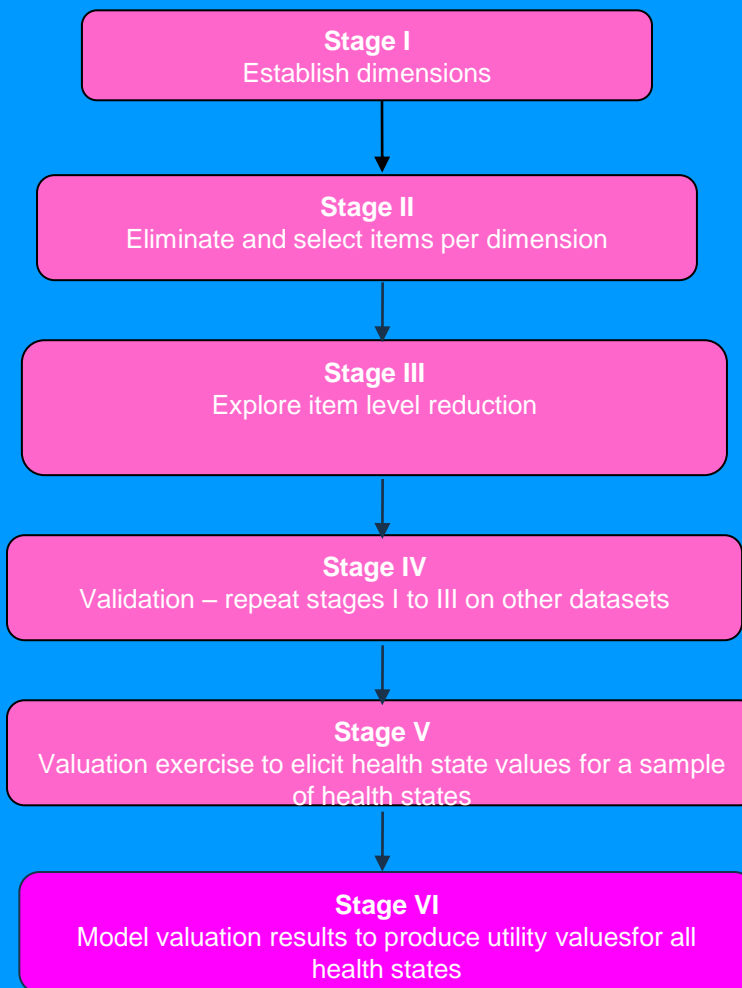 Stage I
Establish dimensions
Stage II
Eliminate and select items per dimension
Stage III
Explore item level reduction
Stage IV
Validation – repeat stages I to III on other datasets
Stage V
Valuation exercise to elicit health state values for a sample
of health states
Stage VI
Model valuation results to produce utility valuesfor all
health states